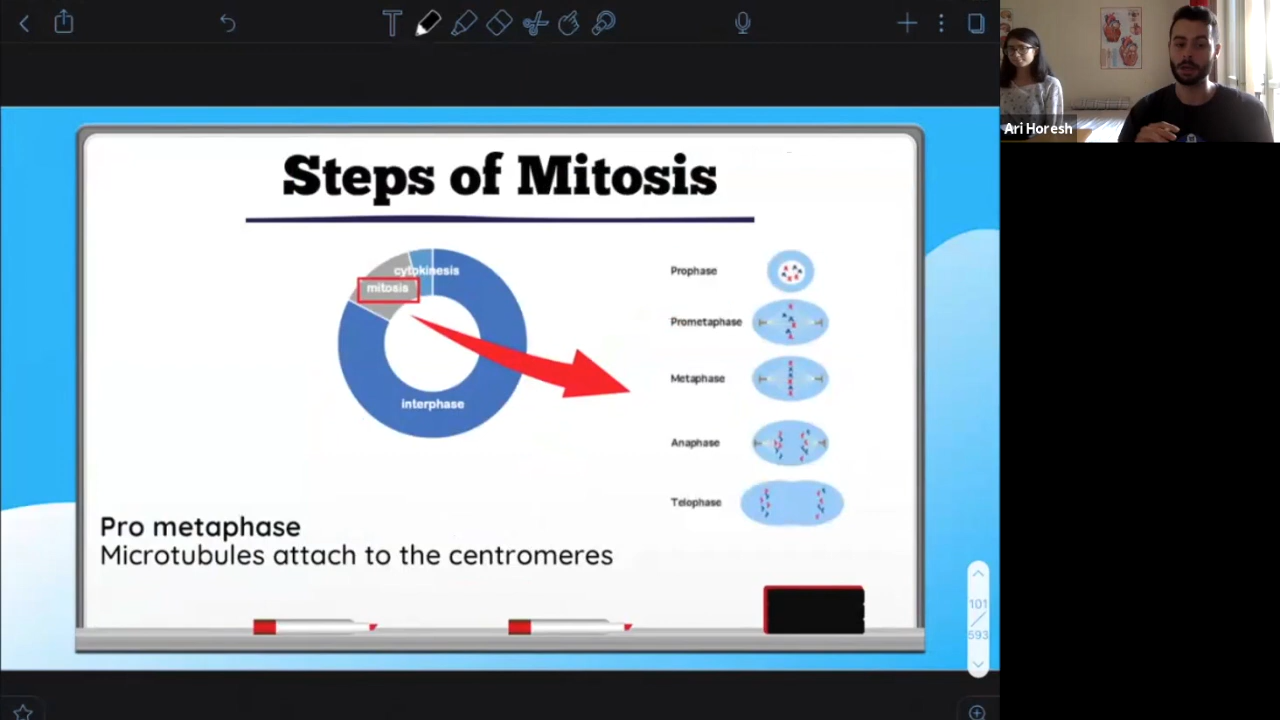 Ari Horesh
Steps of Mitosis
cytokinesis
mitosis
interphase
Prophase
Prometaphase
Metaphase
Anaphase
Telophase
Pro metaphase
Microtubules attach to the centromeres
101
/
593